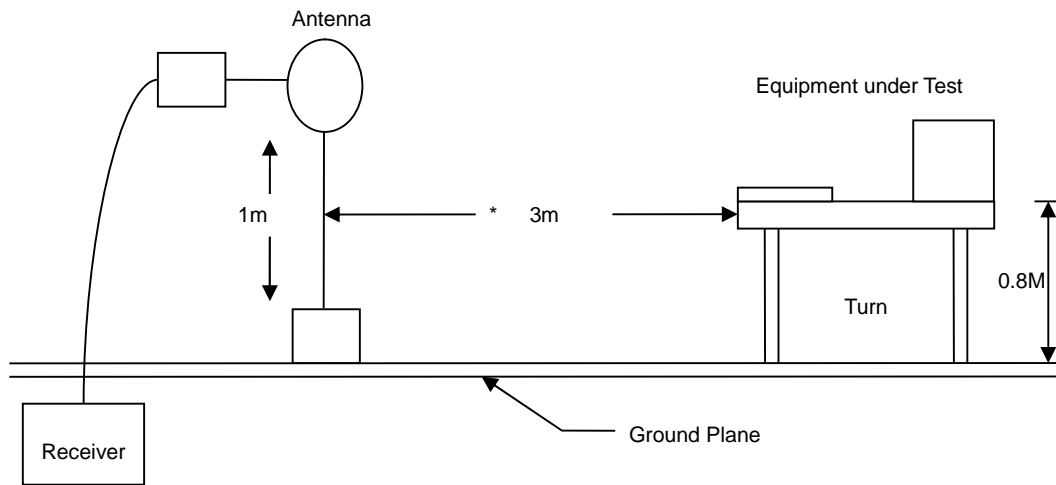 Antenna
Equipment under Test
1m
* 3m
0.8M
Turn
Ground Plane
Receiver